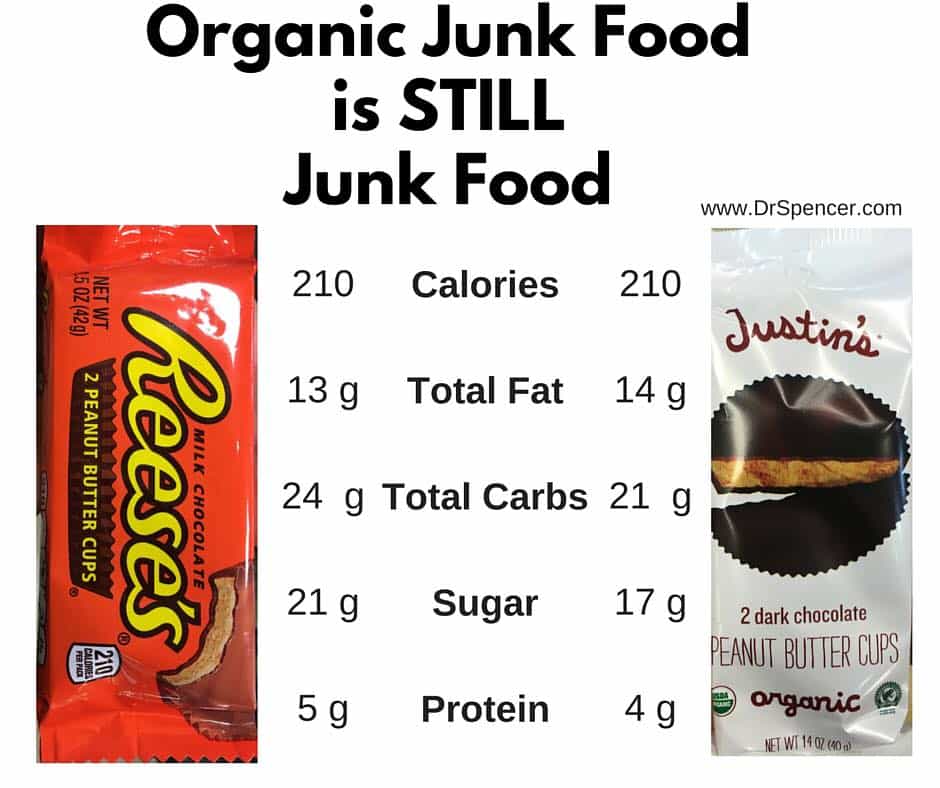 Organic Junk Food
is STILL
Junk Food
www.DrSpencer.com
210 Calories 210
13 g Total Fat 14 g
24 g Total Carbs 21 g
21 g Sugar 17 g
5 g Protein 4 g
NET WT
1.5 OZ (42g)
2 PEANUT BUTTER CUPS
Reese's
MILK CHOCOLATE
210
CALORIES
PER PACK
Justin's
2 dark chocolate
PEANUT BUTTER CUPS
USDA
organic
NET WT 1.4 OZ (40 g)